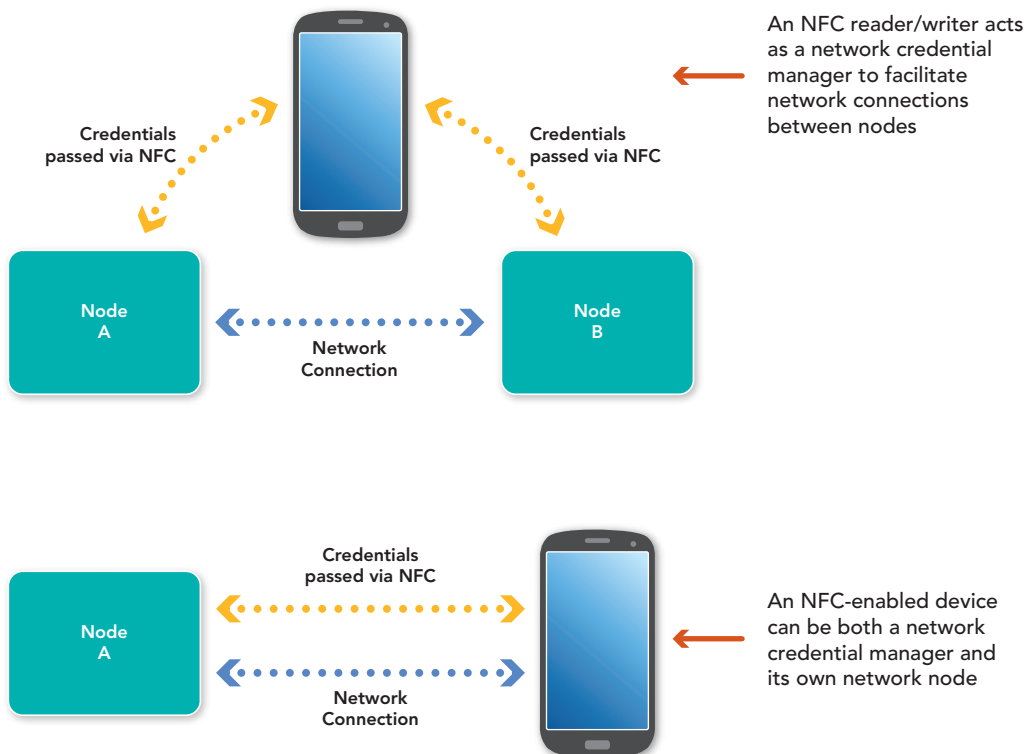 An NFC reader/writer acts
as a network credential
manager to facilitate
network connections
between nodes
Credentials
passed via NFC
Credentials
passed via NFC
Node
A
Node
B
Network
Connection
Credentials
passed via NFC
Node
A
An NFC-enabled device
can be both a network
credential manager and
its own network node
Network
Connection